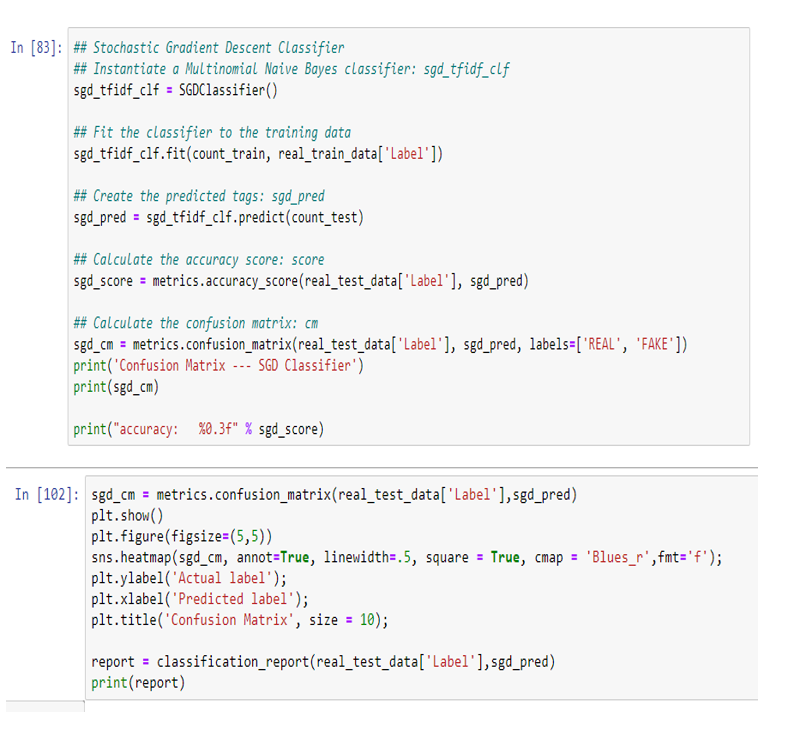 In [83]: ## Stochastic Gradient Descent Classifier
## Instantiate a Multinomial Naive Bayes classifier: sgd_tfidf_clf
sgd_tfidf_clf = SGDClassifier()
## Fit the classifier to the training data
sgd_tfidf_clf.fit(count_train, real_train_data['Label'])
## Create the predicted tags: sgd_pred
sgd_pred = sgd_tfidf_clf.predict(count_test)
## Calculate the accuracy score: score
sgd_score = metrics.accuracy_score(real_test_data['Label'], sgd_pred)
## Calculate the confusion matrix: cm
sgd_cm = metrics.confusion_matrix(real_test_data['Label'], sgd_pred, labels=['REAL', 'FAKE'])
print('Confusion Matrix --- SGD Classifier')
print(sgd_cm)
print("accuracy:   %0.3f" % sgd_score)
In [102]: sgd_cm = metrics.confusion_matrix(real_test_data['Label'],sgd_pred)
plt.show()
plt.figure(figsize=(5,5))
sns.heatmap(sgd_cm, annot=True, linewidth=.5, square = True, cmap = 'Blues_r',fmt='f');
plt.ylabel('Actual label');
plt.xlabel('Predicted label');
plt.title('Confusion Matrix', size = 10);
report = classification_report(real_test_data['Label'],sgd_pred)
print(report)